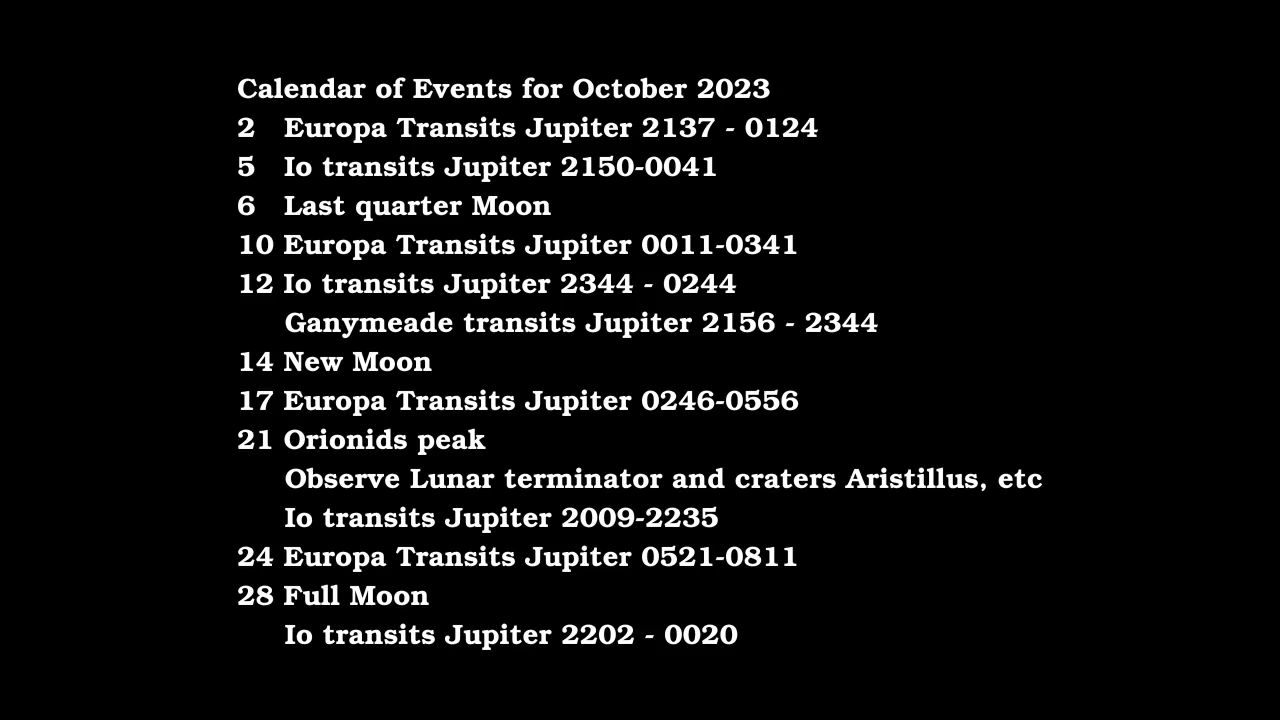 Calendar of Events for October 2023
2 Europa Transits Jupiter 2137 - 0124
5 Io transits Jupiter 2150-0041
6 Last quarter Moon
10 Europa Transits Jupiter 0011-0341
12 Io transits Jupiter 2344 - 0244
Ganymeade transits Jupiter 2156 - 2344
14 New Moon
17 Europa Transits Jupiter 0246-0556
21 Orionids peak
Observe Lunar terminator and craters Aristillus, etc
Io transits Jupiter 2009-2235
24 Europa Transits Jupiter 0521-0811
28 Full Moon
Io transits Jupiter 2202 - 0020